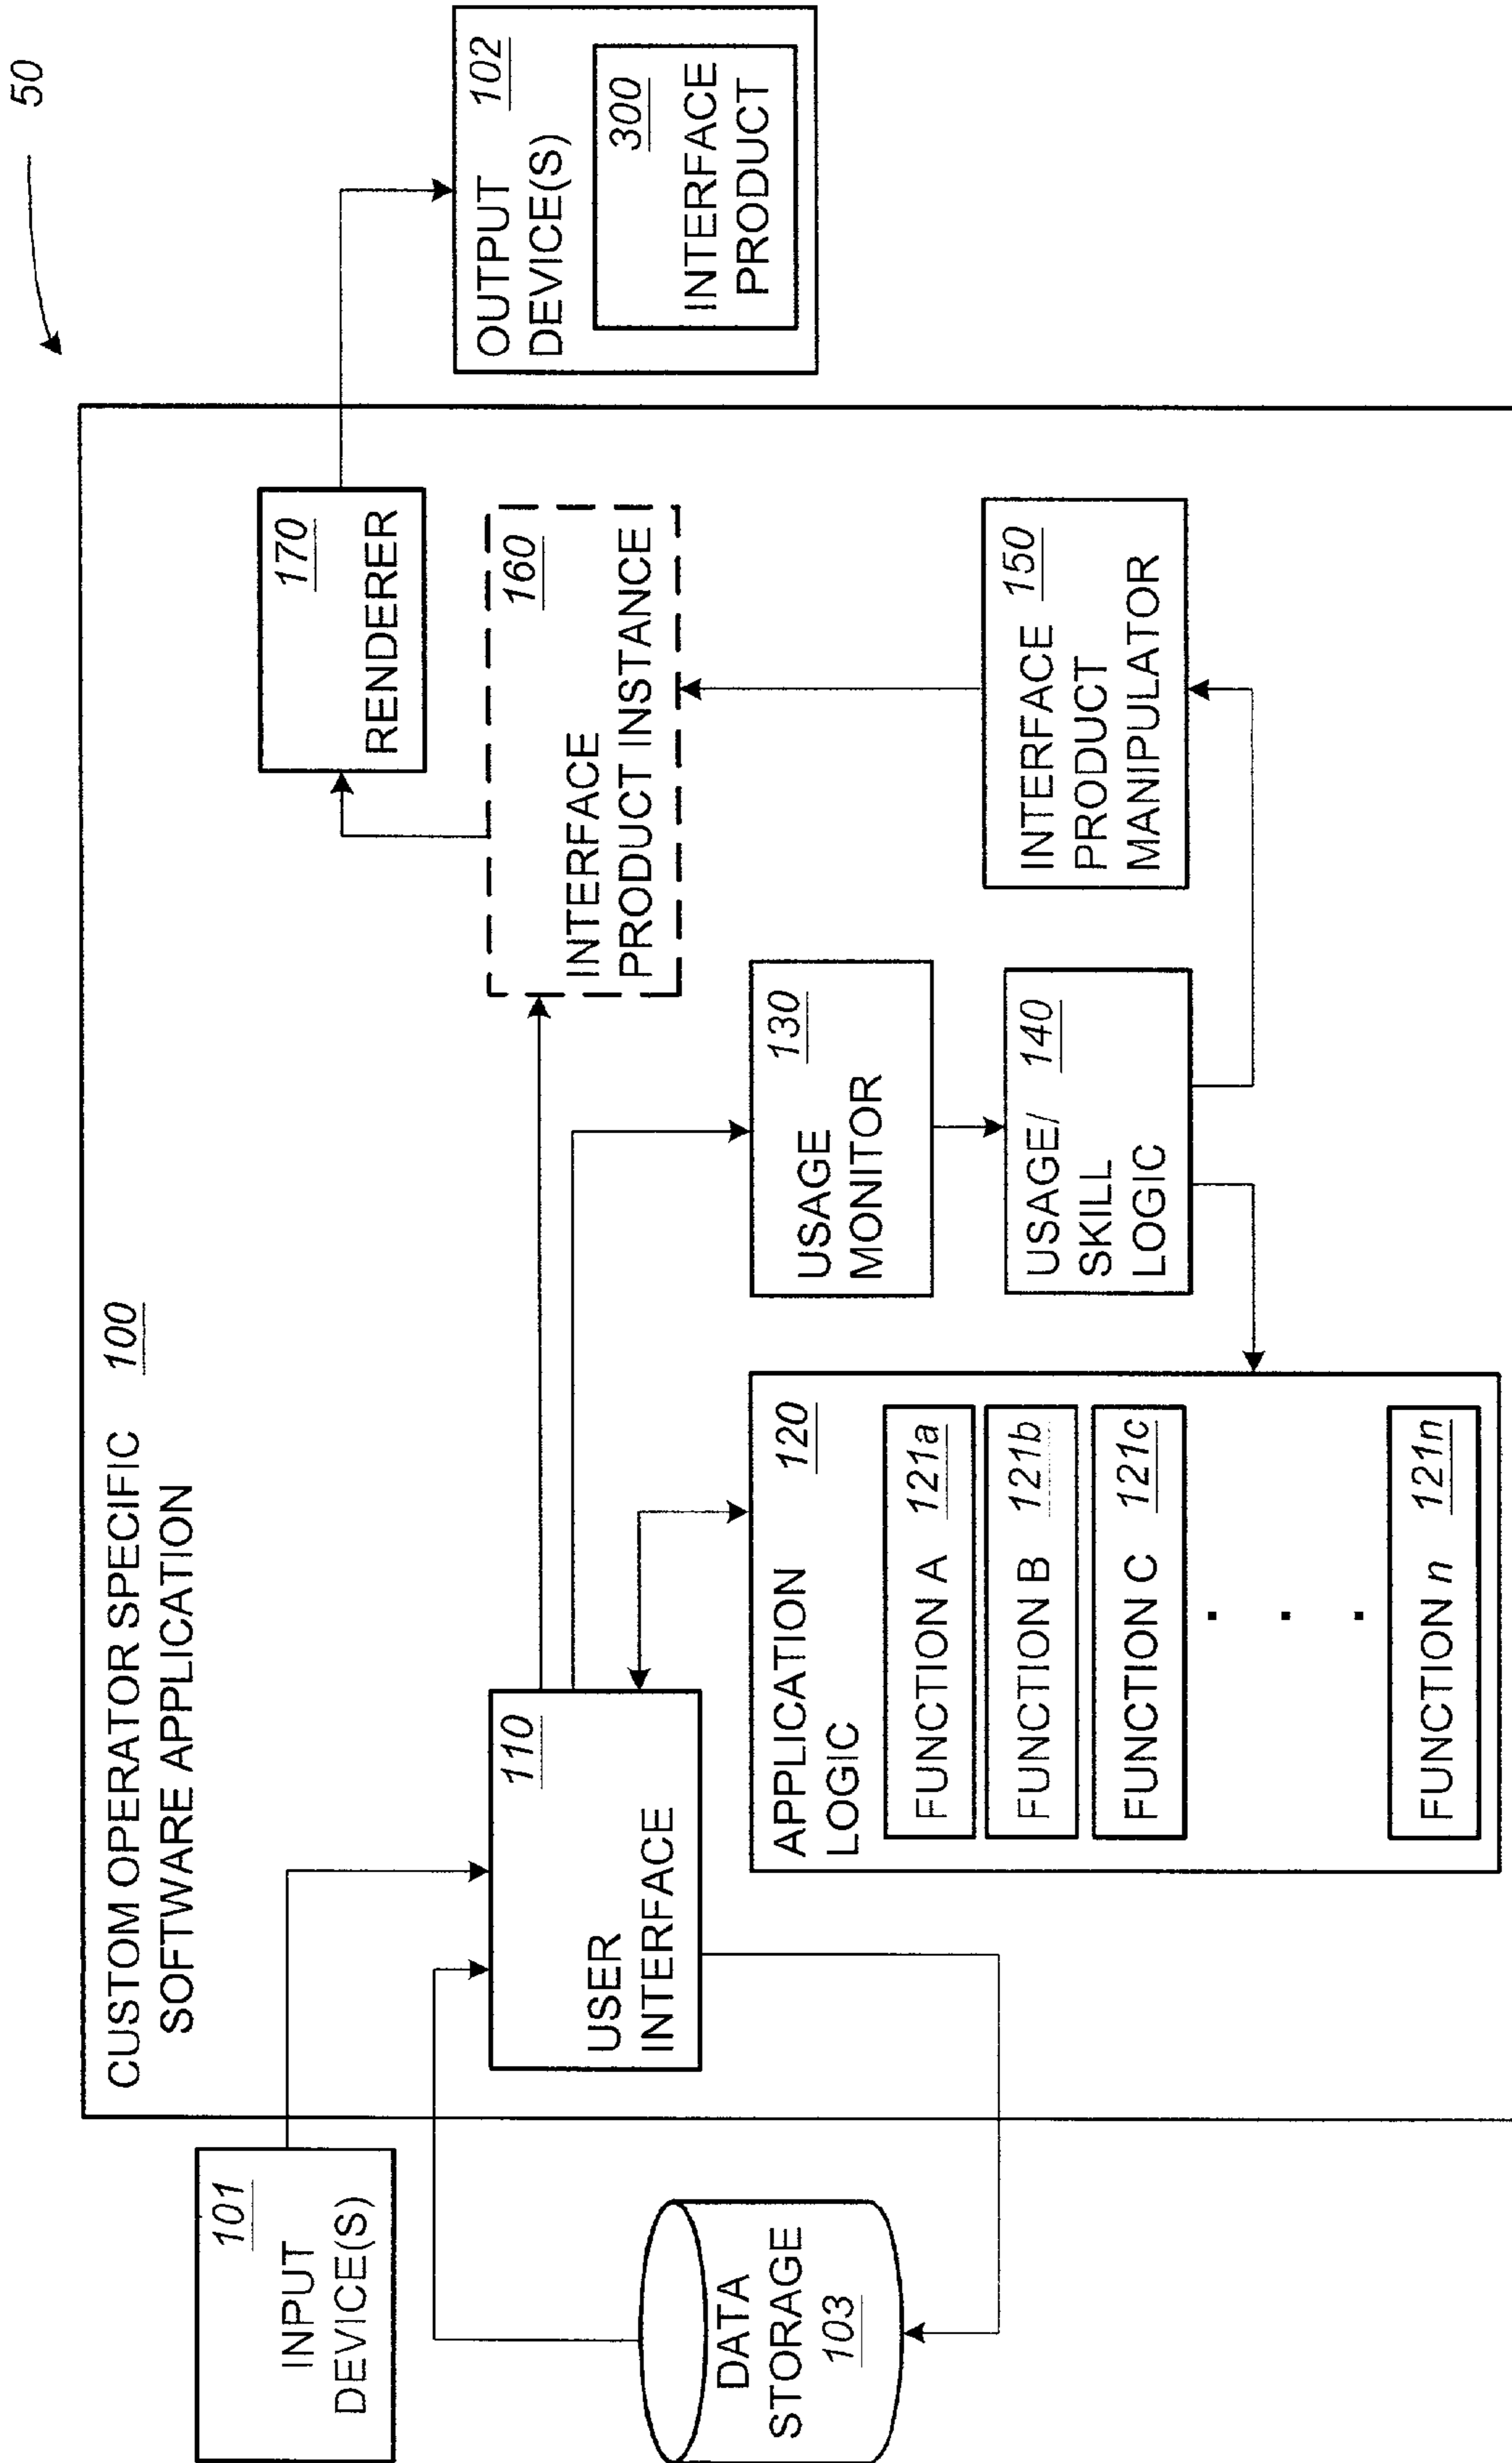 50
CUSTOM OPERATOR SPECIFIC 100
SOFTWARE APPLICATION
101
INPUT
DEVICE(S)
DATA
STORAGE
103
110
USER
INTERFACE
APPLICATION 120
LOGIC
FUNCTION A 121a
FUNCTION B 121b
FUNCTION C 121c
. . .
FUNCTION n 121n
USAGE 130
MONITOR
USAGE/ 140
SKILL
LOGIC
INTERFACE 150
PRODUCT
MANIPULATOR
160
INTERFACE
PRODUCT INSTANCE
170
RENDERER
OUTPUT 102
DEVICE(S)
300
INTERFACE
PRODUCT